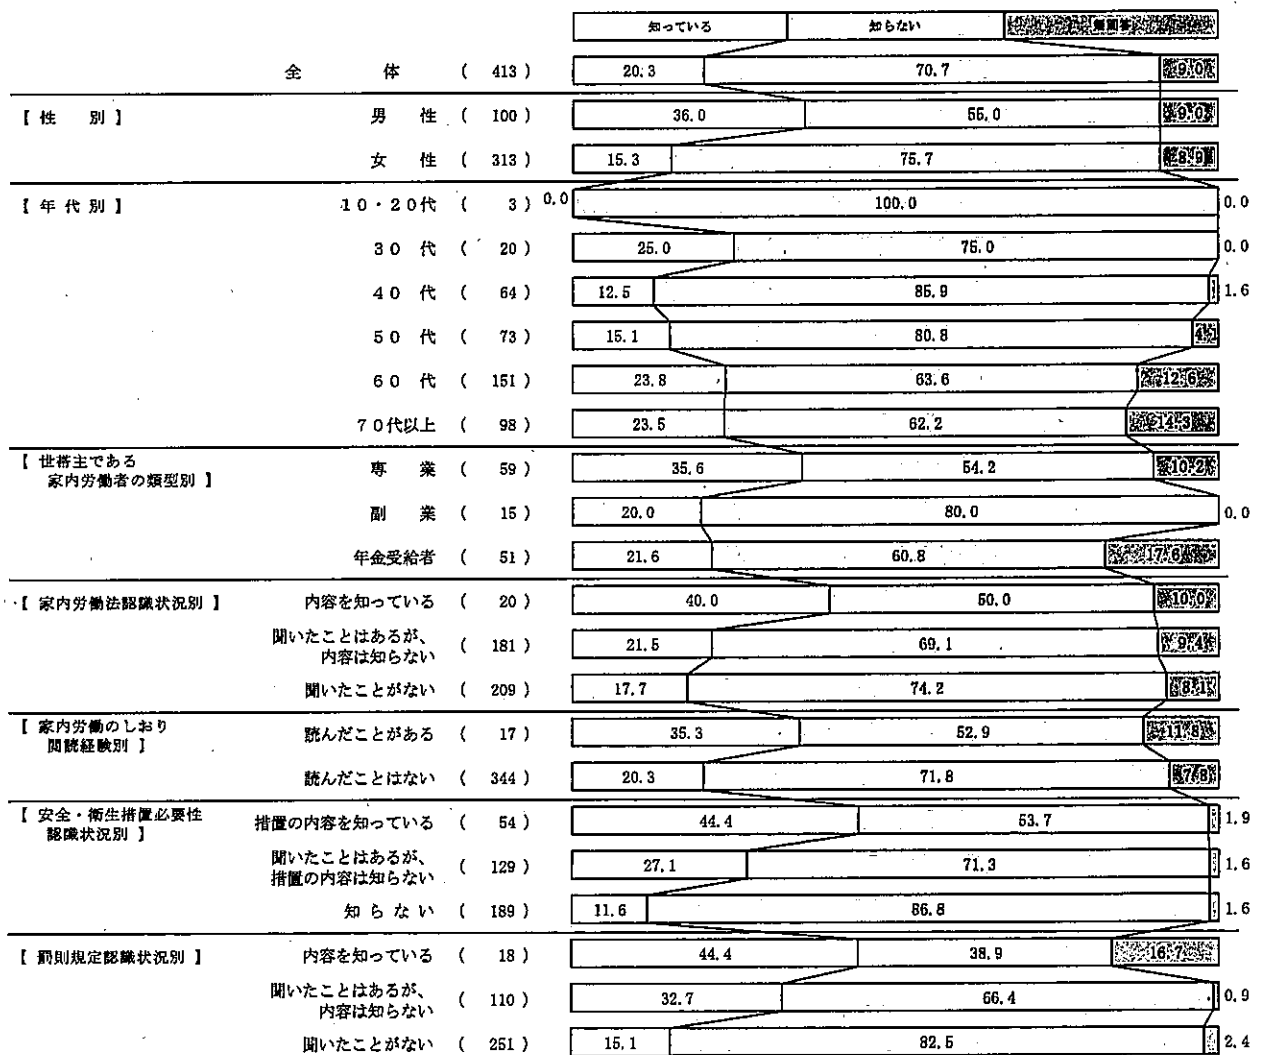 知っている 知らない 無回答
全 体 ( 413 ) 20.3 70.7 9.0
【 性 別 】 男 性 ( 100 ) 36.0 55.0 9.0
女 性 ( 313 ) 15.3 75.7 8.9
【 年 代 別 】 10・20代 ( 3 ) 0.0 100.0 0.0
30 代 ( 20 ) 25.0 75.0 0.0
40 代 ( 64 ) 12.5 85.9 1.6
50 代 ( 73 ) 15.1 80.8 4.1
60 代 ( 151 ) 23.8 63.6 12.6
70代以上 ( 98 ) 23.5 62.2 14.3
【 世帯主である
家内労働者の類型別 】 専 業 ( 59 ) 35.6 54.2 10.2
副 業 ( 15 ) 20.0 80.0 0.0
年金受給者 ( 51 ) 21.6 60.8 17.6
【 家内労働法認識状況別 】 内容を知っている ( 20 ) 40.0 50.0 10.0
聞いたことはあるが、
内容は知らない ( 181 ) 21.5 69.1 9.4
聞いたことがない ( 209 ) 17.7 74.2 8.1
【 家内労働のしおり
閲読経験別 】 読んだことがある ( 17 ) 35.3 52.9 11.8
読んだことはない ( 344 ) 20.3 71.8 7.8
【 安全・衛生措置必要性
認識状況別 】 措置の内容を知っている ( 54 ) 44.4 53.7 1.9
聞いたことはあるが、
措置の内容は知らない ( 129 ) 27.1 71.3 1.6
知 ら な い ( 189 ) 11.6 86.8 1.6
【 罰則規定認識状況別 】 内容を知っている ( 18 ) 44.4 38.9 16.7
聞いたことはあるが、
内容は知らない ( 110 ) 32.7 66.4 0.9
聞いたことがない ( 251 ) 15.1 82.5 2.4